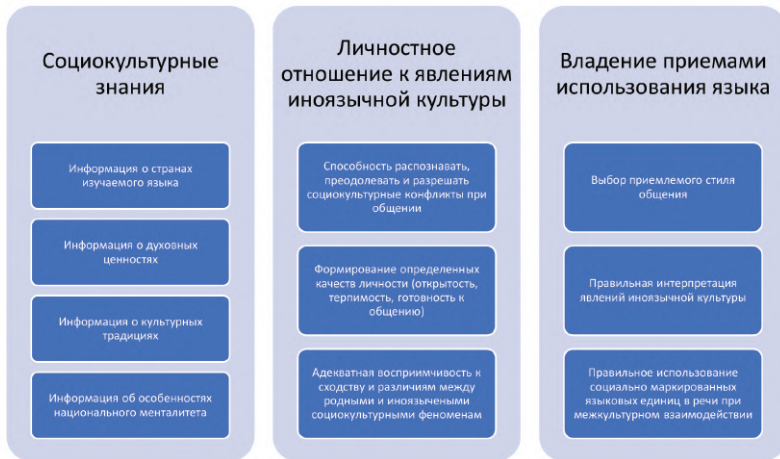 Социокультурные
знания
Информация о странах
изучаемого языка
Информация о духовных
ценностях
Информация о культурных
традициях
Информация об особенностях
национального менталитета
Личностное
отношение к явлениям
иноязычной культуры
Способность распознавать,
преодолевать и разрешать
социокультурные конфликты при
общении
Формирование определенных
качеств личности (открытость,
терпимость, готовность к
общению)
Адекватная восприимчивость к
сходству и различиям между
родными и иноязычеными
социокультурными феноменам
Владение приемами
использования языка
Выбор приемлемого стиля
общения
Правильная интерпретация
явлений иноязычной культуры
Правильное использование
социально маркированных
языковых единиц в речи при
межкультурном взаимодействии